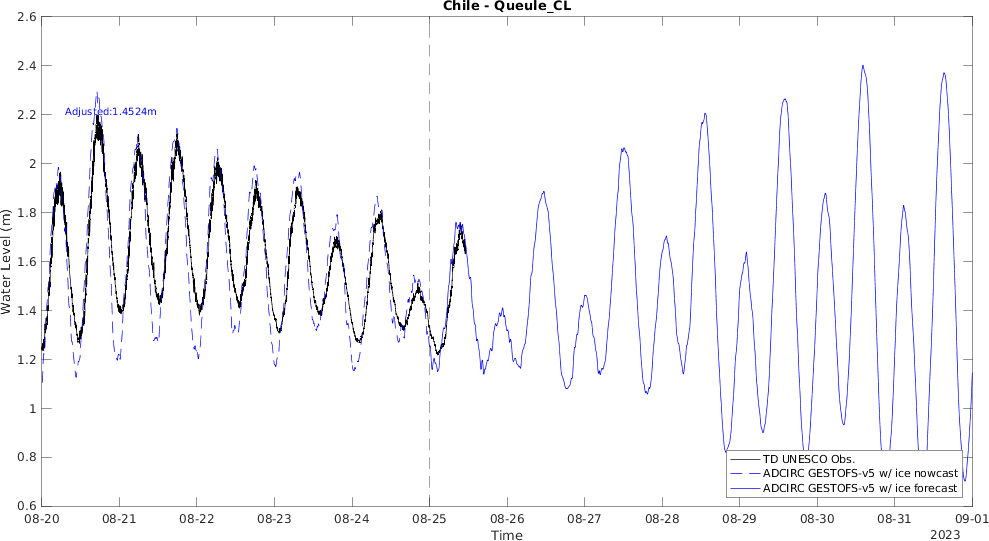 Chile - Queule_CL
2.6
2.4
2.2
2
1.8
1.6
1.4
1.2
1
0.8
0.6
Water Level (m)
Adjusted:1.4524m
TD UNESCO Obs.
ADCIRC GESTOFS-v5 w/ ice nowcast
ADCIRC GESTOFS-v5 w/ ice forecast
08-20 08-21 08-22 08-23 08-24 08-25 08-26 08-27 08-28 08-29 08-30 08-31 09-01
Time
2023